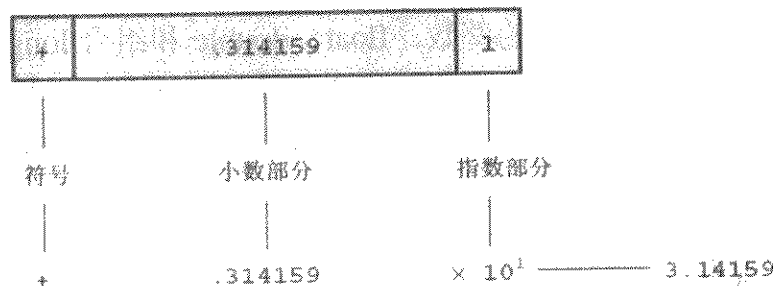 + .314159 1
符号 小数部分 指数部分
+ .314159 × 10¹ 3.14159